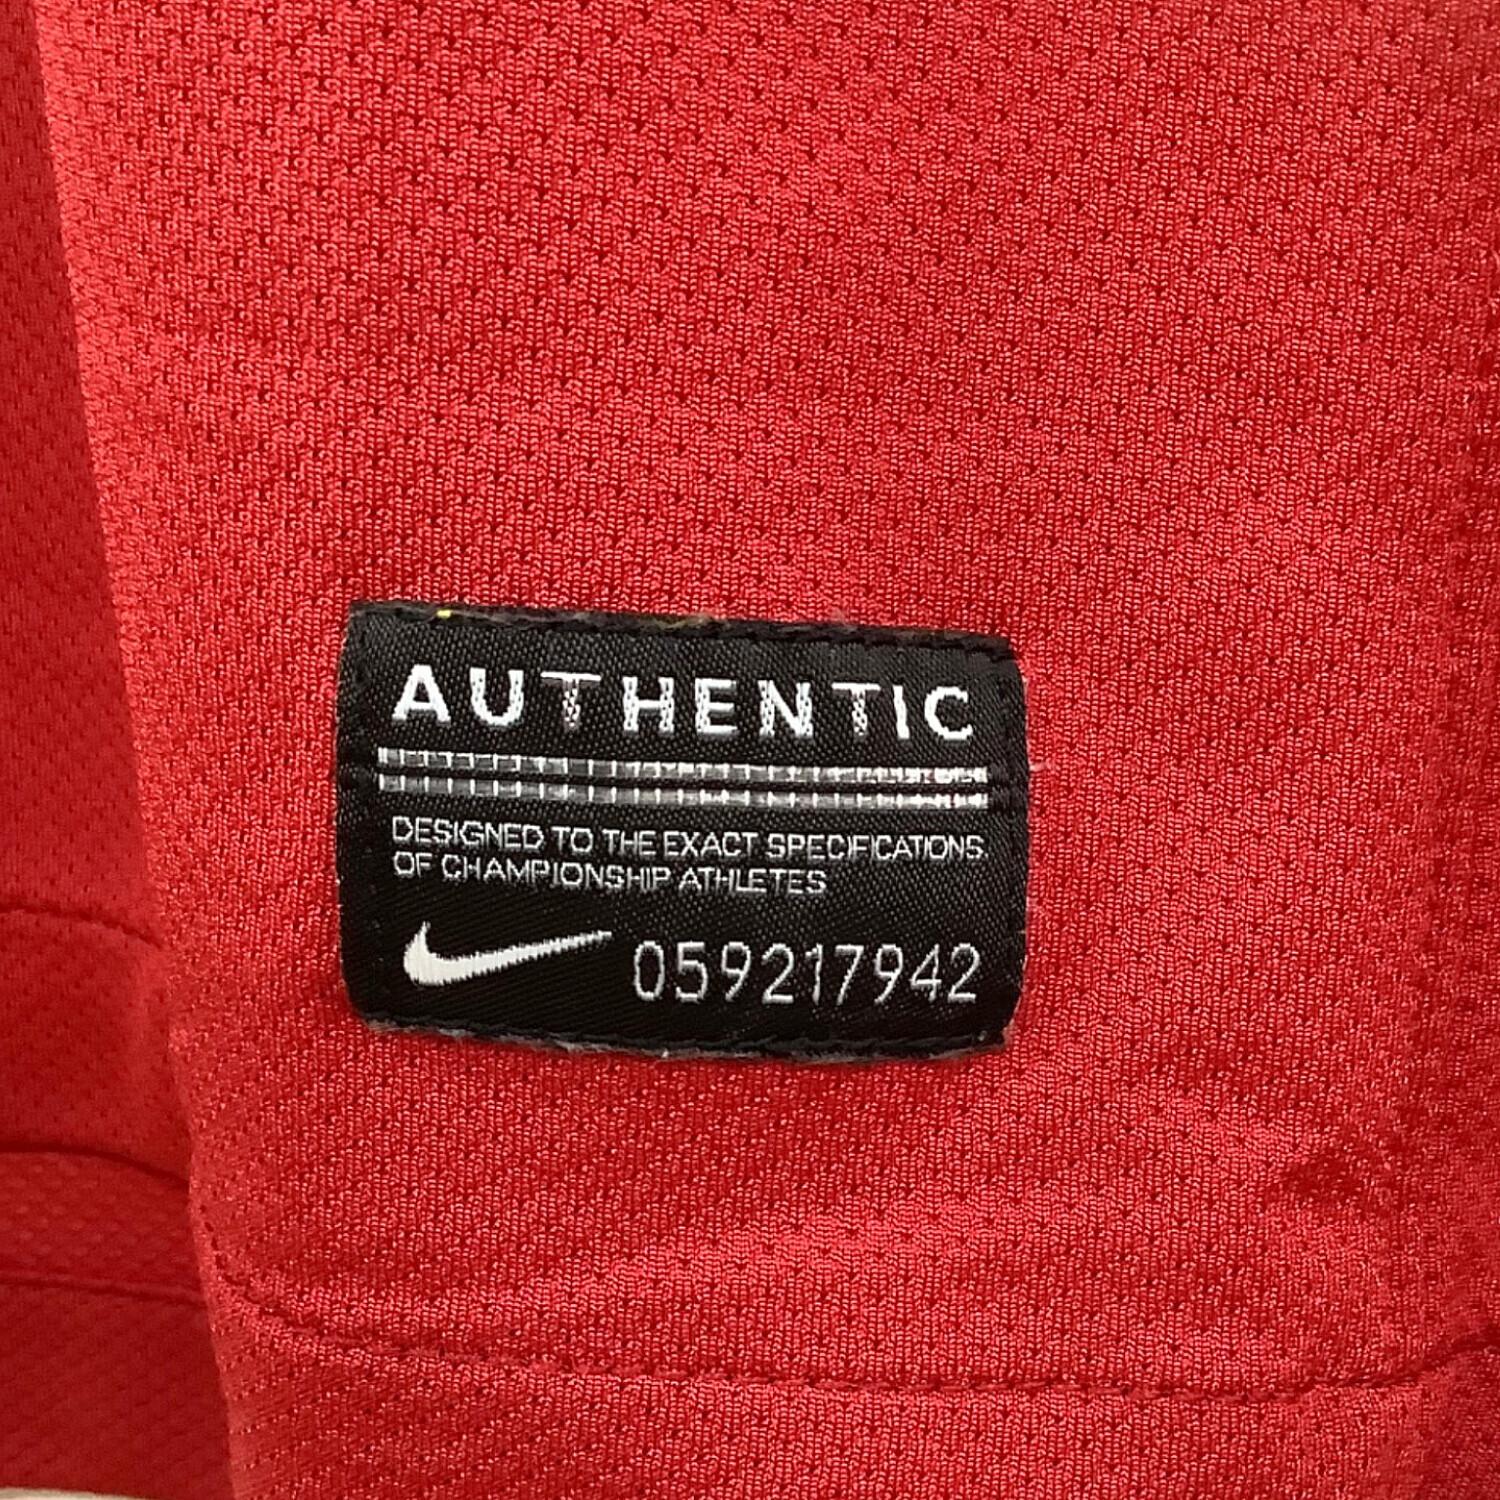 AUTHENTIC
DESIGNED TO THE EXACT SPECIFICATIONS
OF CHAMPIONSHIP ATHLETES
059217942